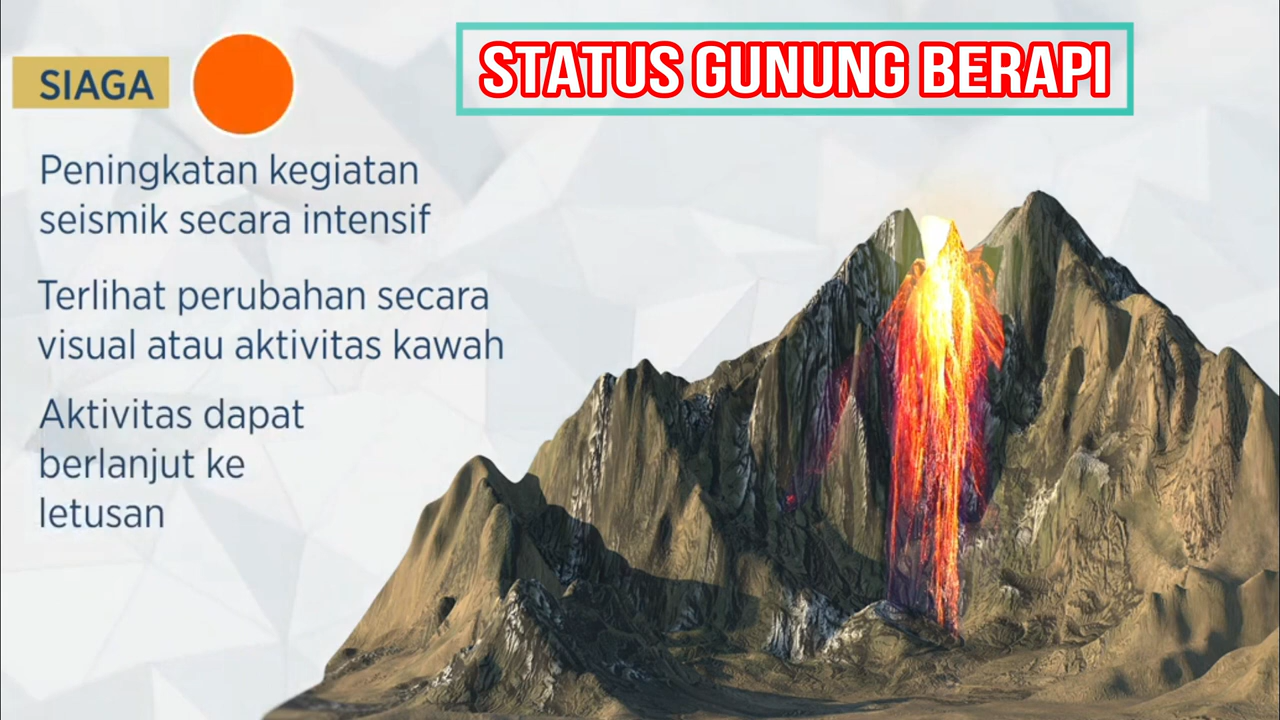 STATUS GUNUNG BERAPI
SIAGA
Peningkatan kegiatan
seismik secara intensif
Terlihat perubahan secara
visual atau aktivitas kawah
Aktivitas dapat
berlanjut ke
letusan